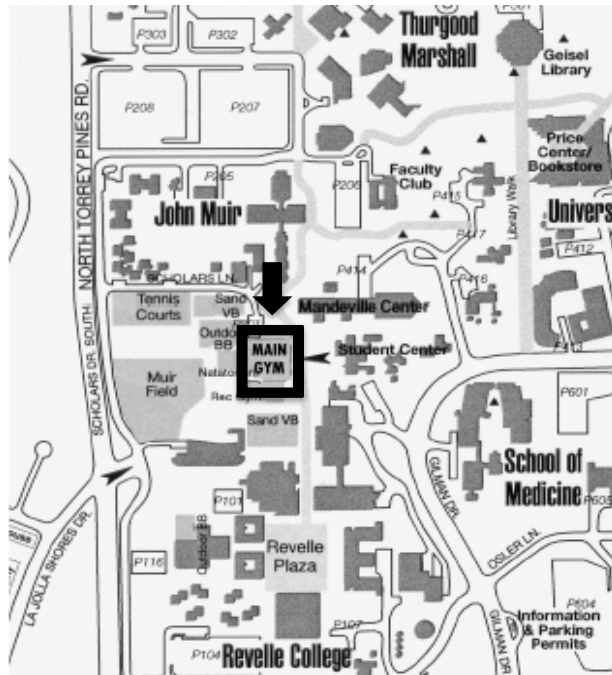 P303
P302
Thurgood
Marshall
Geisel
Library
P208
P207
NORTH TORREY PINES RD.
Price
Center/
Bookstore
Faculty
Club
P205
P206
P415
John Muir
Library Walk
Univers
P417
P412
P414
P416
SCHOLARS LN.
Tennis
Courts
Sand
VB
Mandeville Center
Outdoor
BB
MAIN
GYM
Student Center
P413
SCHOLARS DR. SOUTH
Muir
Field
Sand VB
P601
School of
Medicine
GILMAN DR.
P101
P608
OSLER LN.
LA JOLLA SHORES DR.
Outdoor BB
Revelle
Plaza
P116
P604
Information
& Parking
Permits
GILMAN DR.
P107
P104
Revelle College